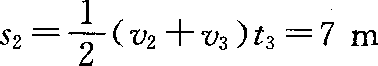 s₂ = 1/2 (v₂ + v₃) t₃ = 7 m